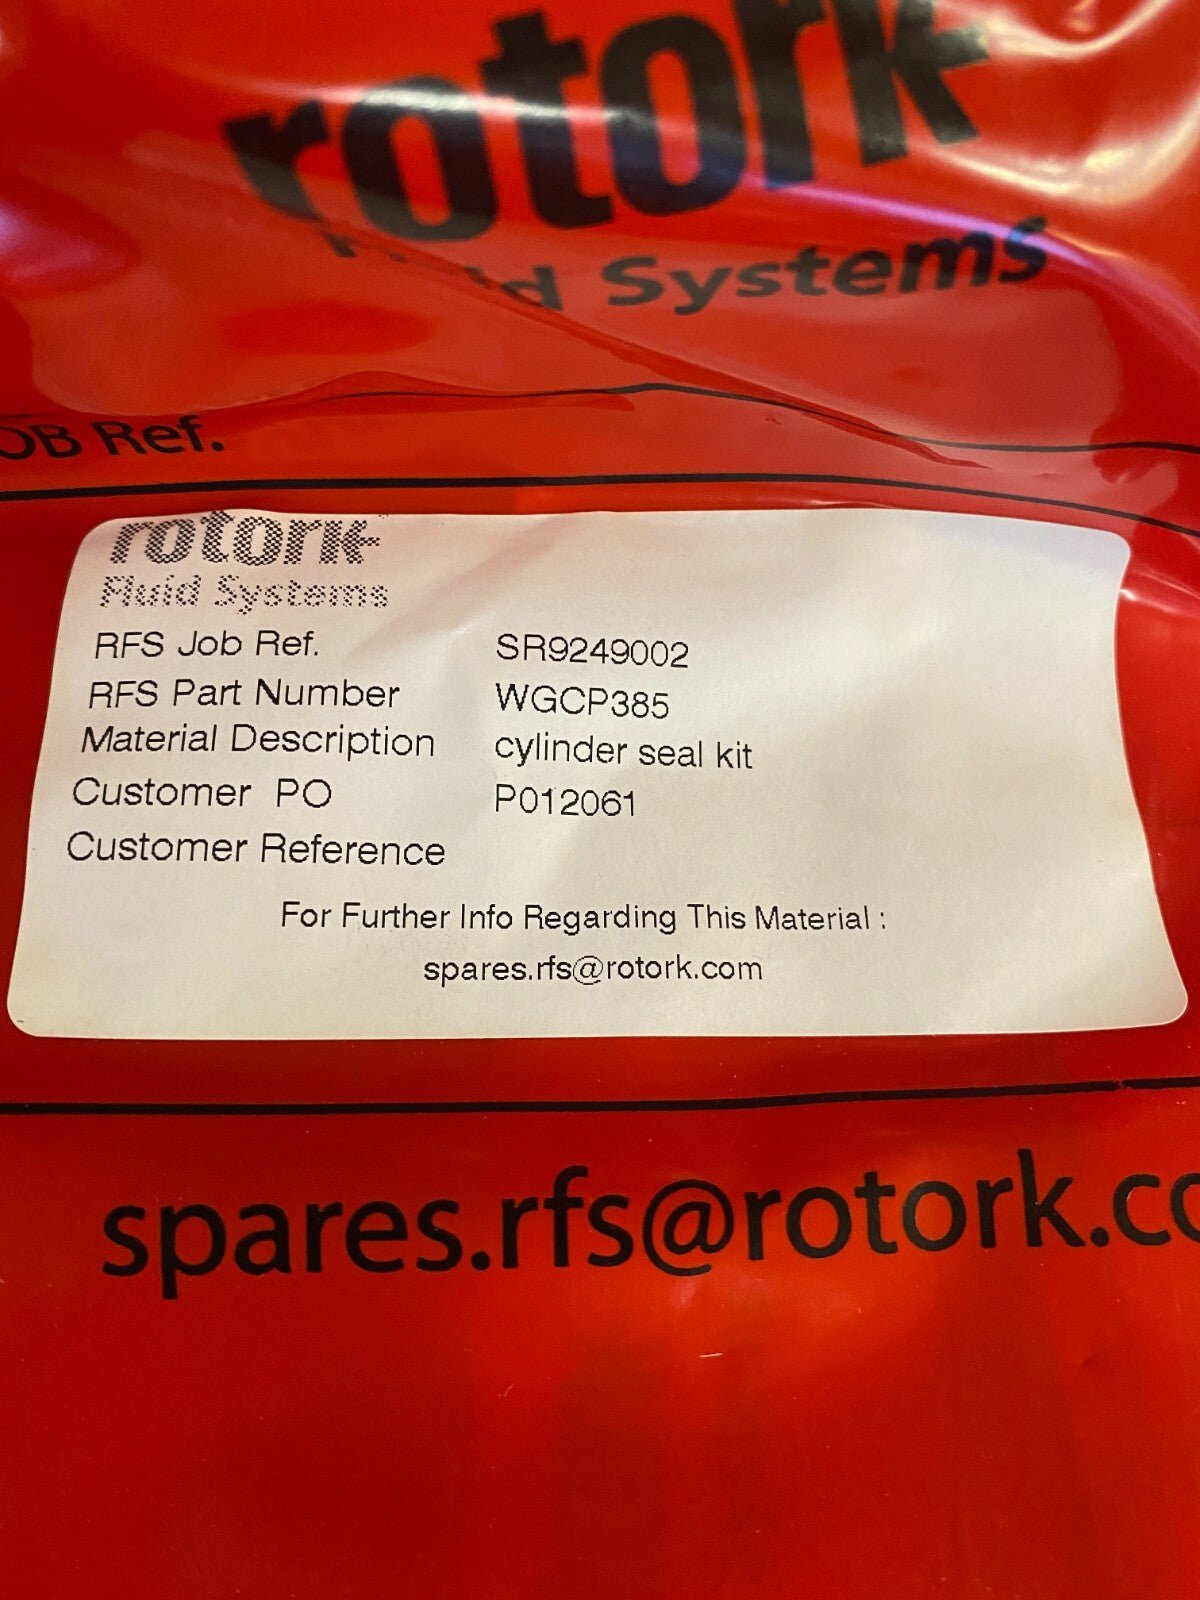 rotork
Fluid Systems
JOB Ref.
rotork
Fluid Systems
RFS Job Ref. SR9249002
RFS Part Number WGCP385
Material Description cylinder seal kit
Customer PO P012061
Customer Reference
For Further Info Regarding This Material :
spares.rfs@rotork.com
spares.rfs@rotork.co